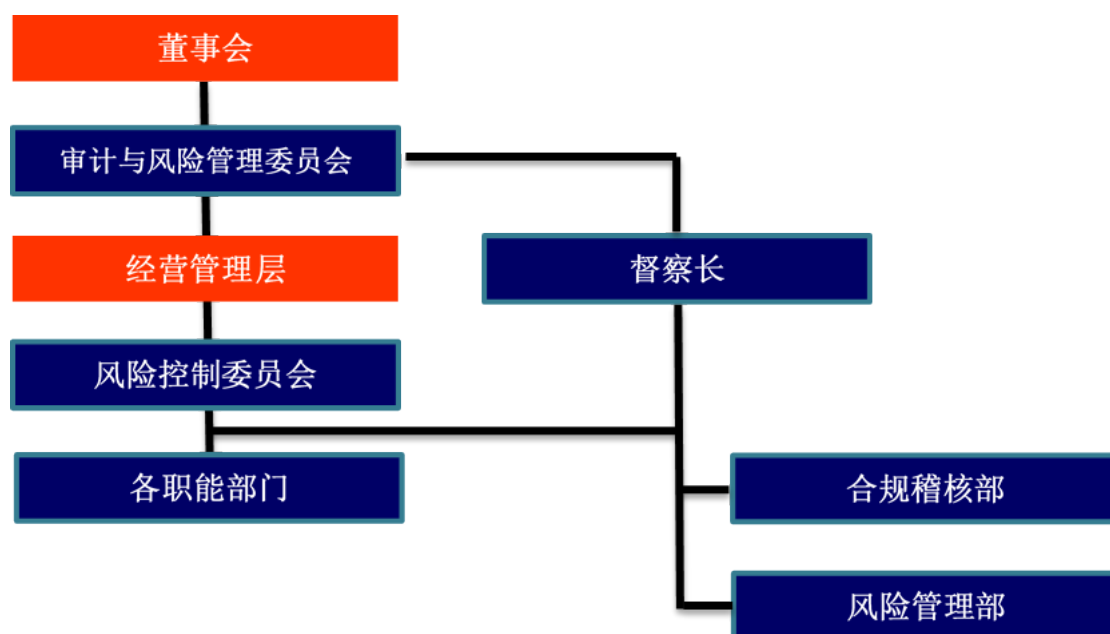 董事会
审计与风险管理委员会
经营管理层
督察长
风险控制委员会
各职能部门
合规稽核部
风险管理部